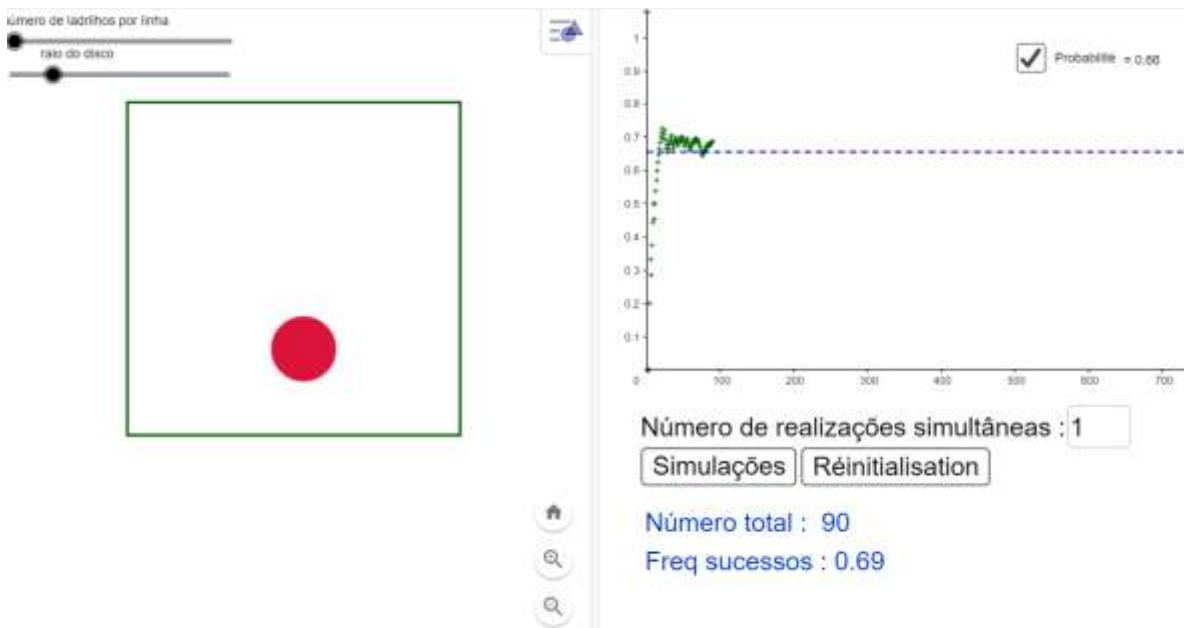 úmero de ladrilhos por linha
raio do disco
Probabilité = 0.66
1
0.9
0.8
0.7
0.6
0.5
0.4
0.3
0.2
0.1
0 100 200 300 400 500 600 700
Número de realizações simultâneas : 1
Simulações Réinitialisation
Número total : 90
Freq sucessos : 0.69